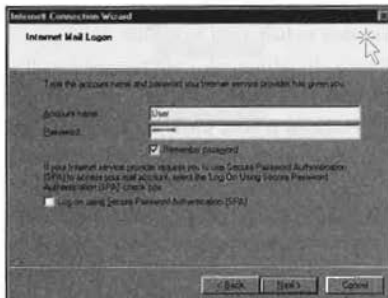 Internet Connection Wizard
Internet Mail Logon
Type the account name and password your Internet service provider has given you.
Account name: User
Password:
Remember password
If your Internet service provider requires you to use Secure Password Authentication
(SPA) to access your mail account, select the Log On Using Secure Password
Authentication (SPA) check box.
Log on using Secure Password Authentication (SPA)
< Back Next > Cancel